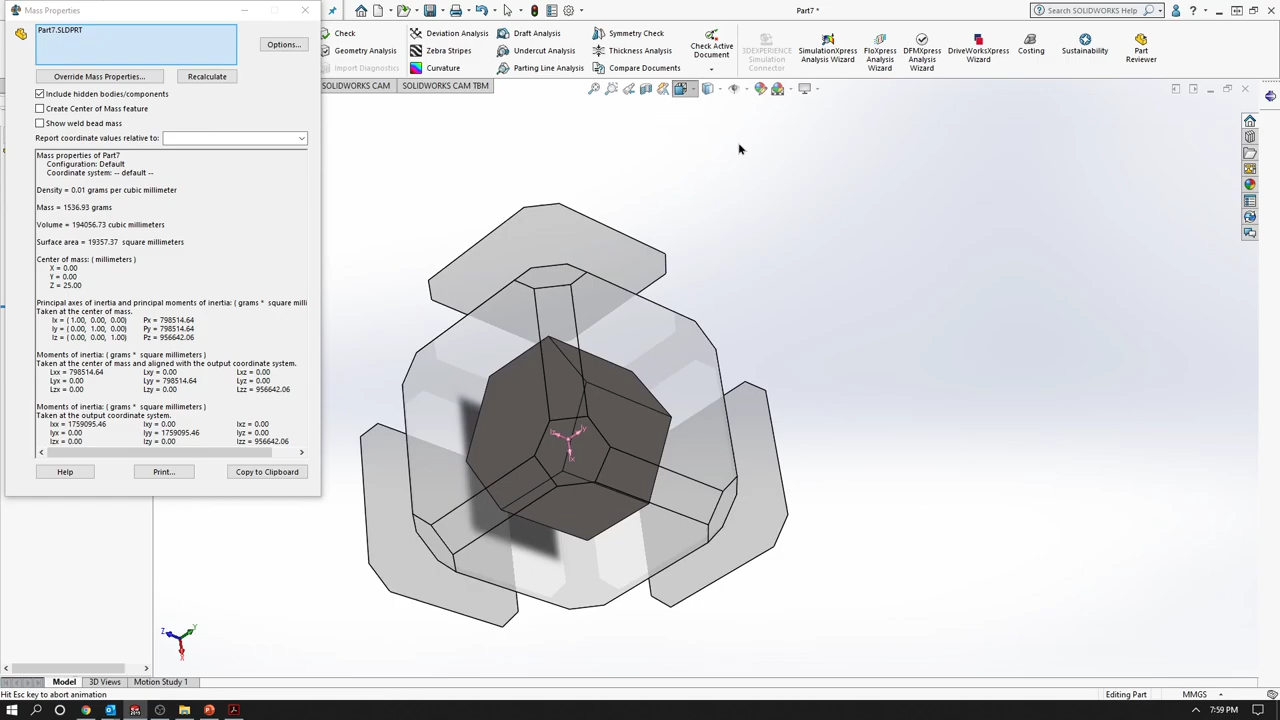 Mass Properties
Part7 *
Search SOLIDWORKS Help
Part7.SLDPRT
Options...
Override Mass Properties...
Recalculate
Include hidden bodies/components
Create Center of Mass feature
Show weld bead mass
Report coordinate values relative to:
Mass properties of Part7
Configuration: Default
Coordinate system: -- default --
Density = 0.01 grams per cubic millimeter
Mass = 1536.93 grams
Volume = 194056.73 cubic millimeters
Surface area = 19357.37 square millimeters
Center of mass: ( millimeters )
X = 0.00
Y = 0.00
Z = 25.00
Principal axes of inertia and principal moments of inertia: ( grams * square milli
Taken at the center of mass.
Ix = ( 1.00, 0.00, 0.00) Px = 798514.64
Iy = ( 0.00, 1.00, 0.00) Py = 798514.64
Iz = ( 0.00, 0.00, 1.00) Pz = 956642.06
Moments of inertia: ( grams * square millimeters )
Taken at the center of mass and aligned with the output coordinate system.
Lxx = 798514.64 Lxy = 0.00 Lxz = 0.00
Lyx = 0.00 Lyy = 798514.64 Lyz = 0.00
Lzx = 0.00 Lzy = 0.00 Lzz = 956642.06
Moments of inertia: ( grams * square millimeters )
Taken at the output coordinate system.
Ixx = 1759095.46 Ixy = 0.00 Ixz = 0.00
Iyx = 0.00 Iyy = 1759095.46 Iyz = 0.00
Izx = 0.00 Izy = 0.00 Izz = 956642.06
Help
Print...
Copy to Clipboard
Check
Geometry Analysis
Import Diagnostics
Deviation Analysis
Zebra Stripes
Curvature
Draft Analysis
Undercut Analysis
Parting Line Analysis
Symmetry Check
Thickness Analysis
Compare Documents
Check Active
Document
3DEXPERIENCE
Simulation
Connector
SimulationXpress
Analysis Wizard
FloXpress
Analysis
Wizard
DFMXpress
Analysis
Wizard
DriveWorksXpress
Wizard
Costing
Sustainability
Part
Reviewer
SOLIDWORKS CAM
SOLIDWORKS CAM TBM
Iz
Iy
Ix
Z
Y
X
Model
3D Views
Motion Study 1
Hit Esc key to abort animation
Editing Part
MMGS
2019
7:59 PM